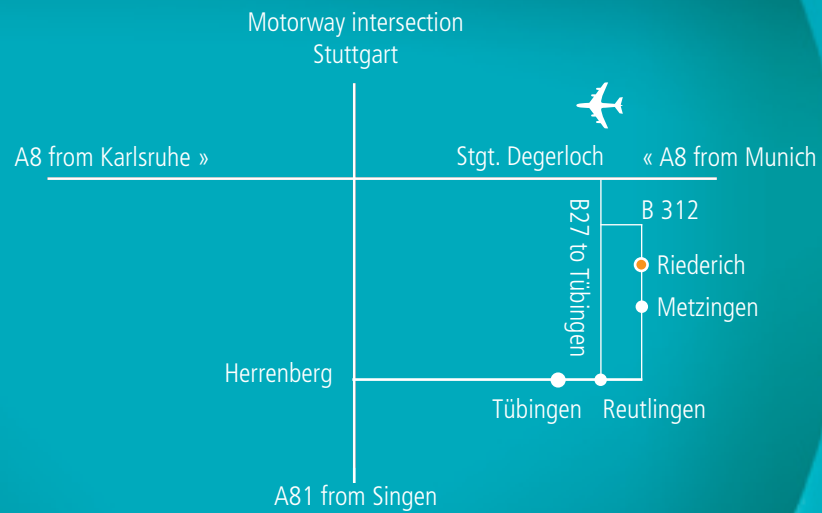 Motorway intersection
Stuttgart
A8 from Karlsruhe »
Stgt. Degerloch
« A8 from Munich
B27 to Tübingen
B 312
Riederich
Metzingen
Herrenberg
Tübingen
Reutlingen
A81 from Singen